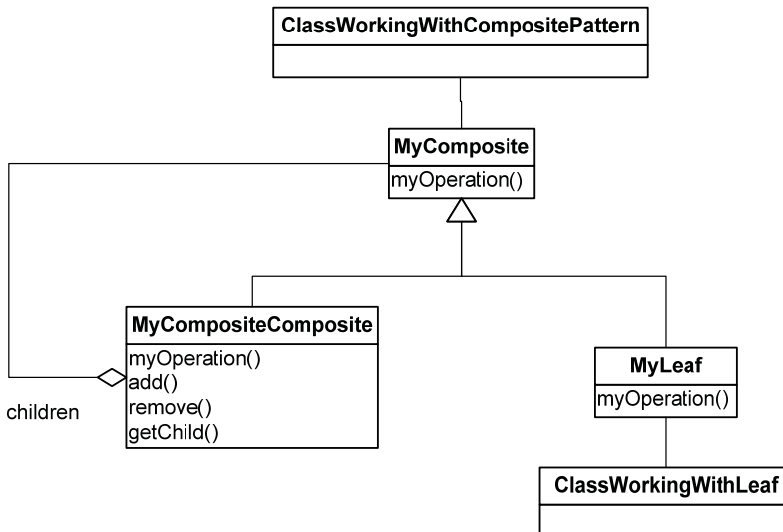 ClassWorkingWithCompositePattern
MyComposite
myOperation()
MyCompositeComposite
myOperation()
add()
remove()
getChild()
children
MyLeaf
myOperation()
ClassWorkingWithLeaf